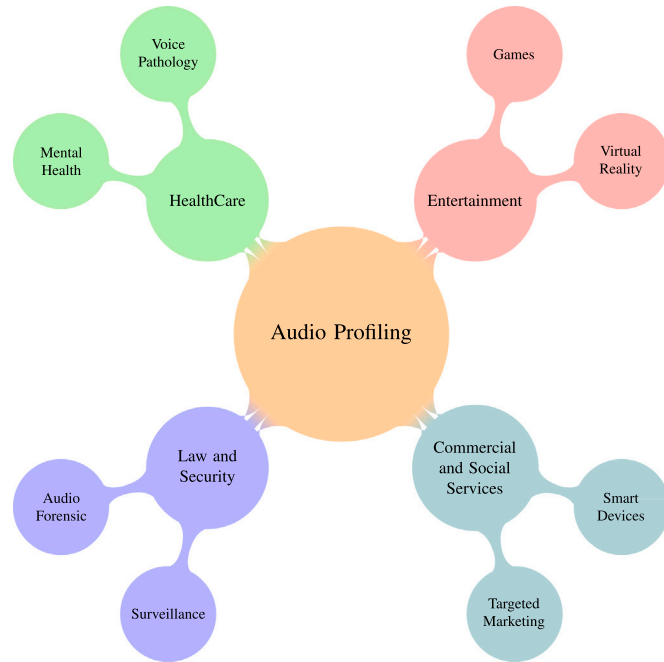 Voice
Pathology
Games
Mental
Health
Virtual
Reality
HealthCare
Entertainment
Audio Profiling
Law and
Security
Commercial
and Social
Services
Audio
Forensic
Smart
Devices
Surveillance
Targeted
Marketing